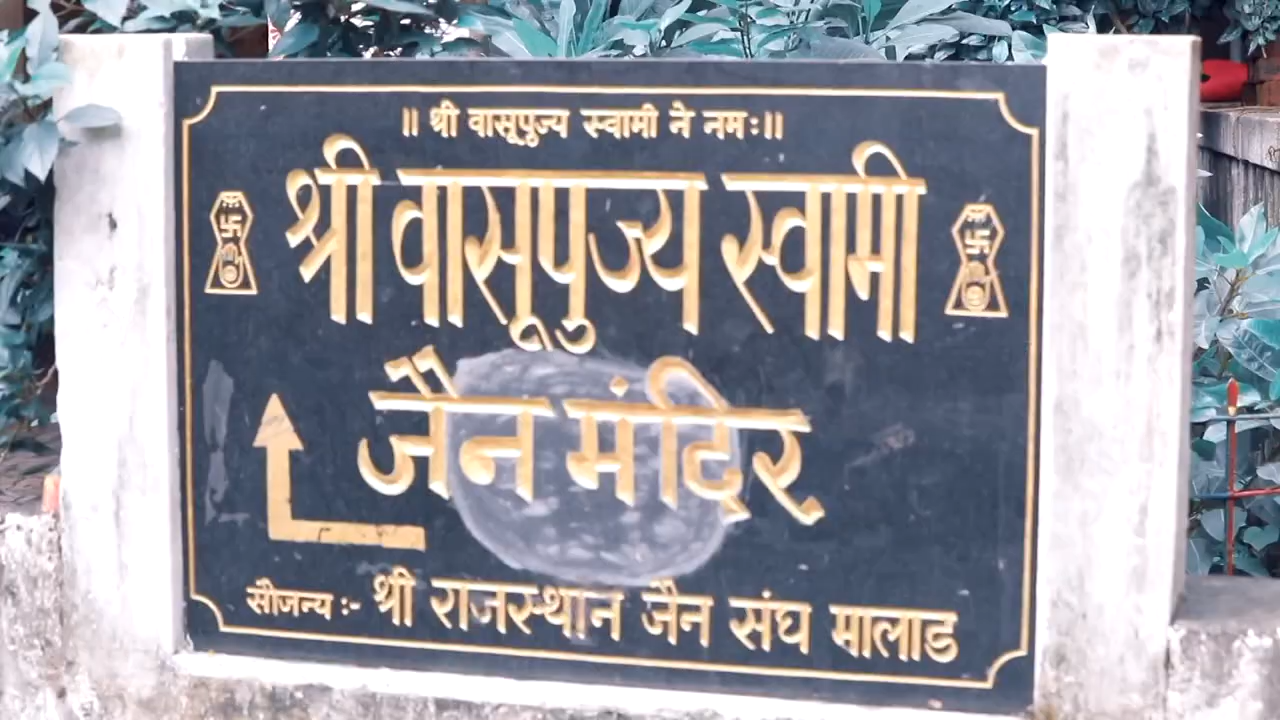 ॥ श्री वासूपुज्य स्वामी ने नमः॥
श्री वासूपुज्य स्वामी
जैन मंदिर
सौजन्य :- श्री राजस्थान जैन संघ मालाड